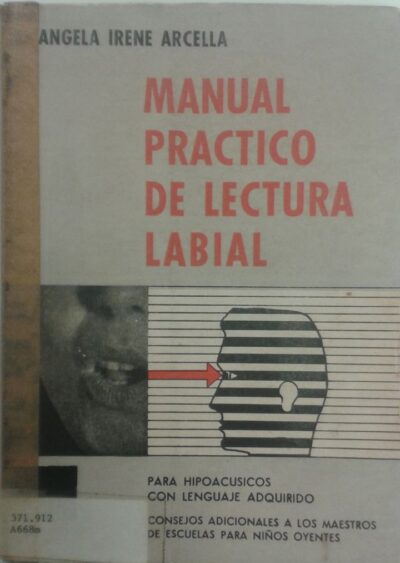 ANGELA IRENE ARCELLA
MANUAL
PRACTICO
DE LECTURA
LABIAL
PARA HIPOACUSICOS
CON LENGUAJE ADQUIRIDO
371.912
A668m
CONSEJOS ADICIONALES A LOS MAESTROS
DE ESCUELAS PARA NIÑOS OYENTES